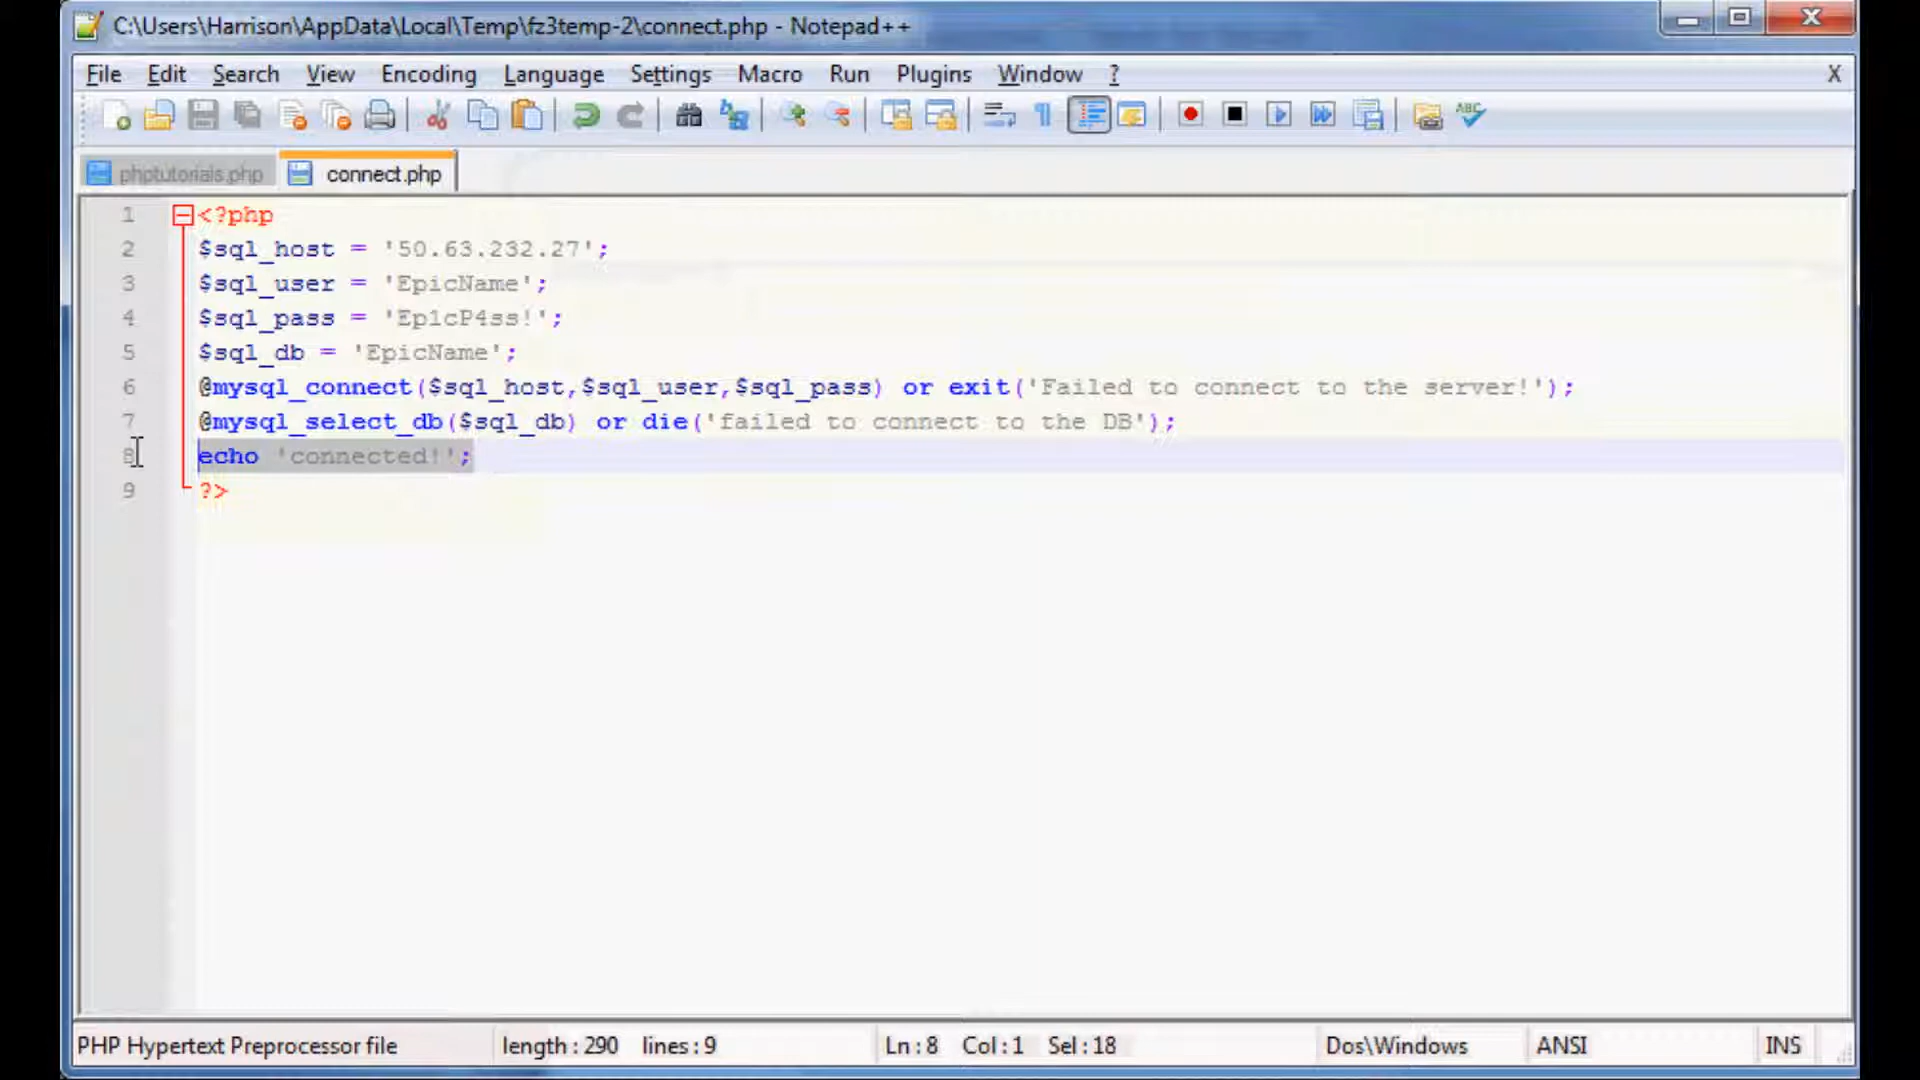 C:\Users\Harrison\AppData\Local\Temp\fz3temp-2\connect.php - Notepad++
File Edit Search View Encoding Language Settings Macro Run Plugins Window ? X
phptutorials.php connect.php
1 <?php
2 $sql_host = '50.63.232.27';
3 $sql_user = 'EpicName';
4 $sql_pass = 'Ep1cP4ss!';
5 $sql_db = 'EpicName';
6 @mysql_connect($sql_host,$sql_user,$sql_pass) or exit('Failed to connect to the server!');
7 @mysql_select_db($sql_db) or die('failed to connect to the DB');
8 echo 'connected!';
9 ?>
PHP Hypertext Preprocessor file length : 290 lines : 9 Ln : 8 Col : 1 Sel : 18 Dos\Windows ANSI INS